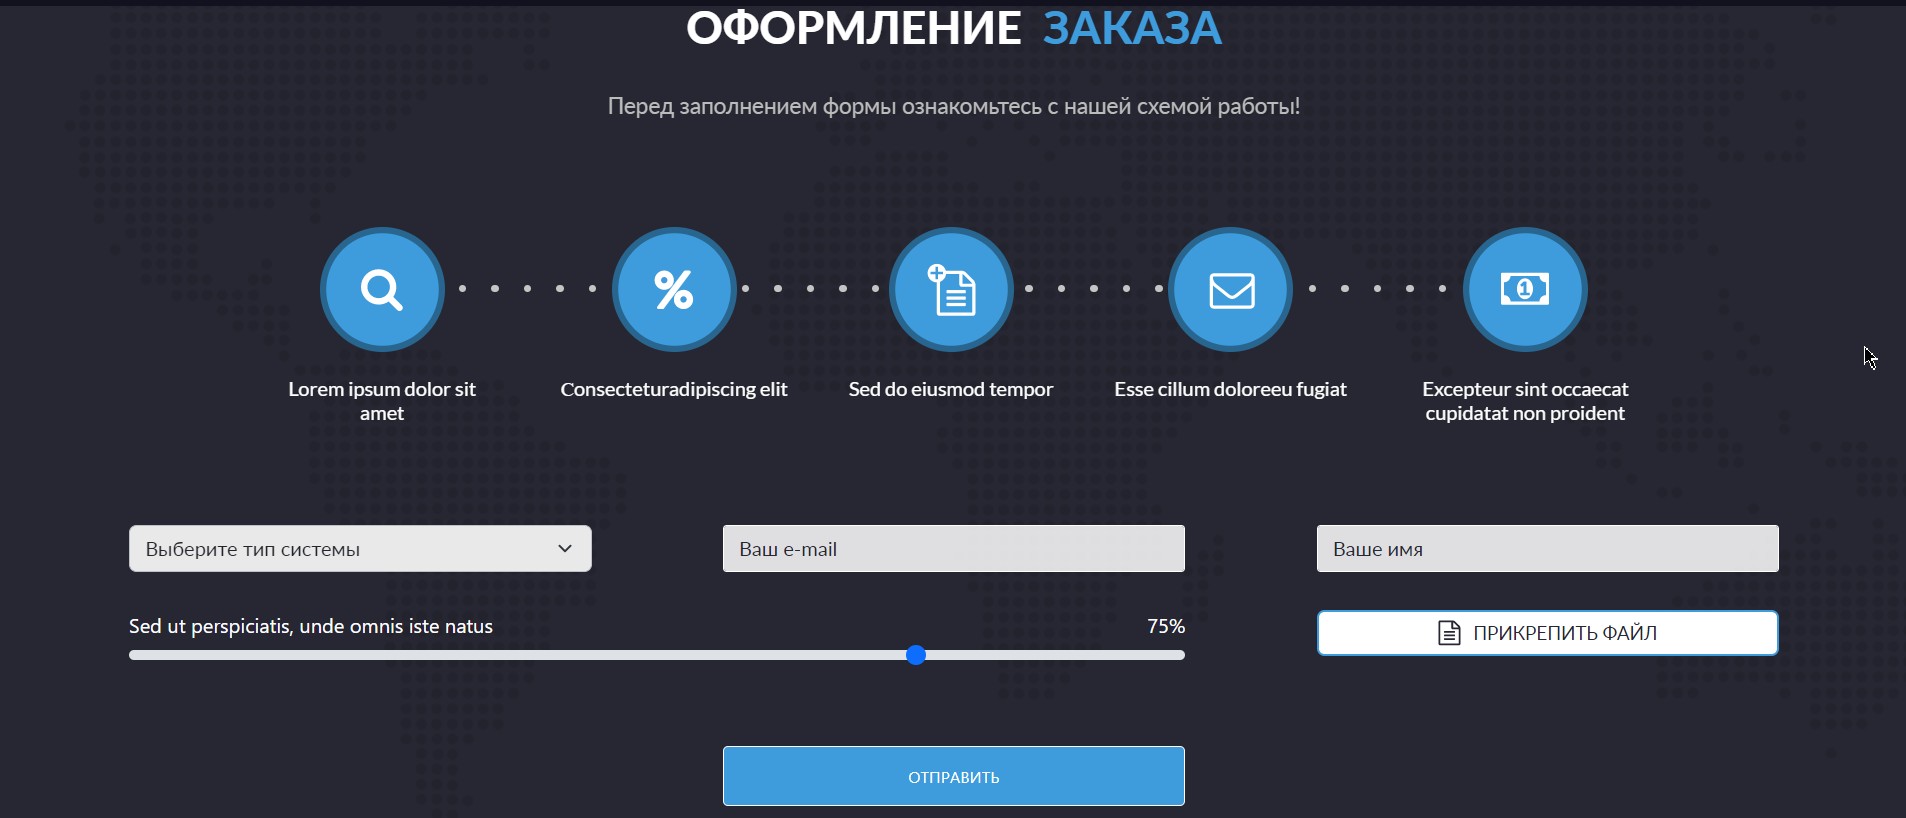 ОФОРМЛЕНИЕ ЗАКАЗА
Перед заполнением формы ознакомьтесь с нашей схемой работы!
%
1
Lorem ipsum dolor sit
amet
Consecteturadipiscing elit
Sed do eiusmod tempor
Esse cillum doloreeu fugiat
Excepteur sint occaecat
cupidatat non proident
Выберите тип системы
Ваш e-mail
Ваше имя
Sed ut perspiciatis, unde omnis iste natus
75%
ПРИКРЕПИТЬ ФАЙЛ
ОТПРАВИТЬ